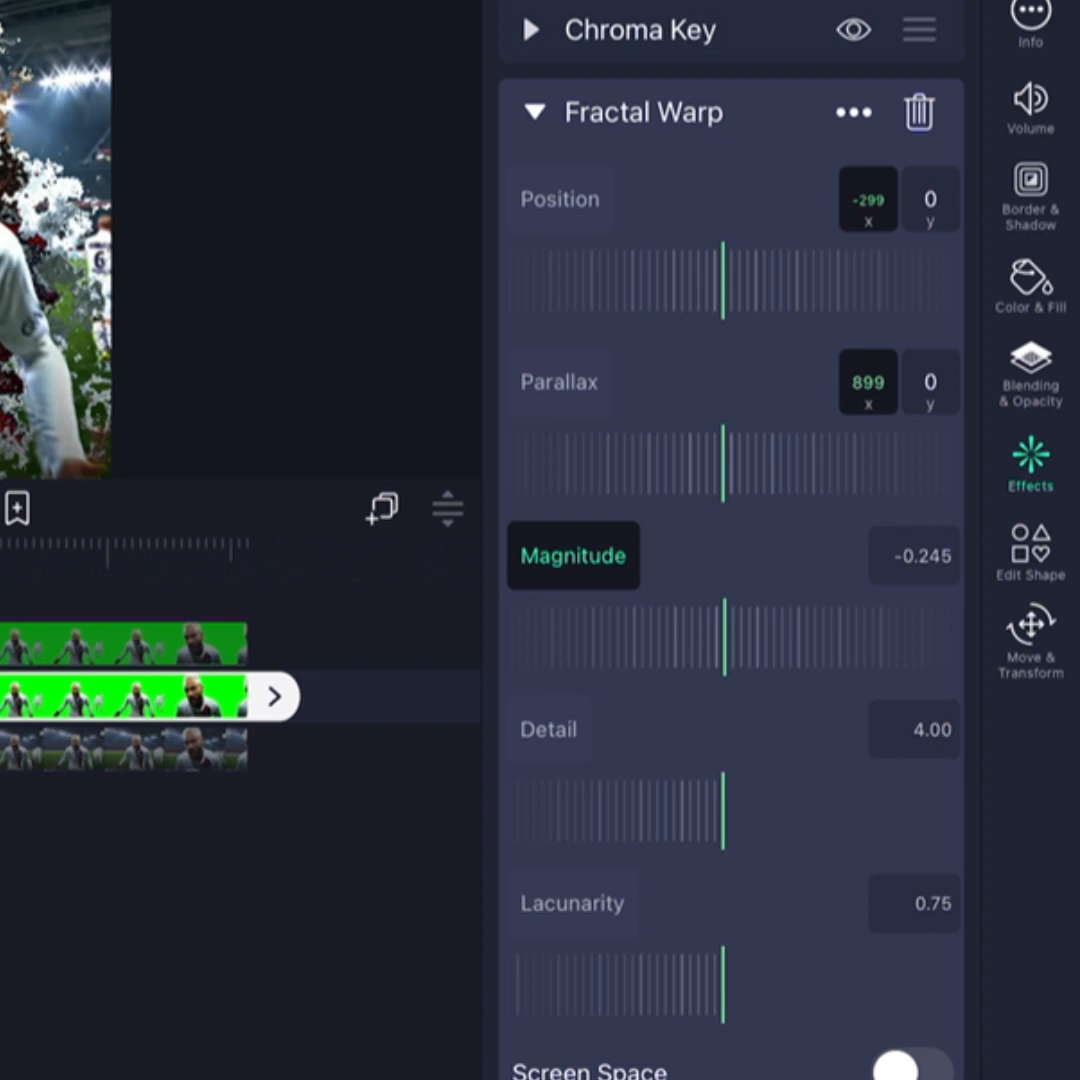 Chroma Key
Fractal Warp
Position
-299
x
0
y
Parallax
899
x
0
y
Magnitude
-0.245
Detail
4.00
Lacunarity
0.75
Screen Space
Info
Volume
Border &
Shadow
Color & Fill
Blending
& Opacity
Effects
Edit Shape
Move &
Transform
6